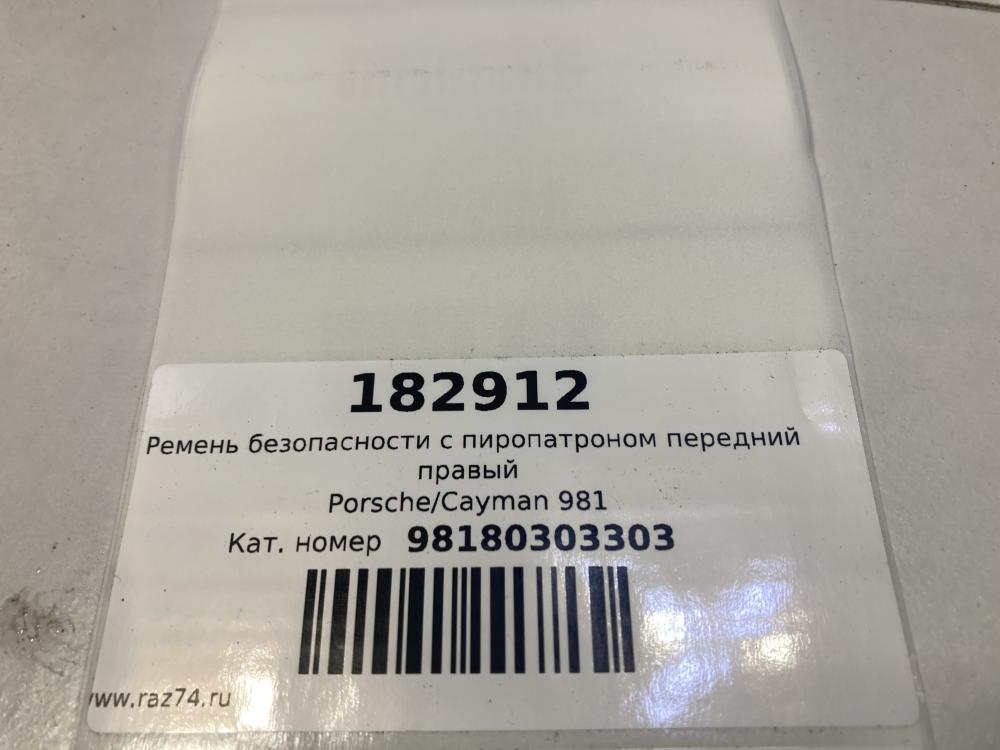 182912
Ремень безопасности с пиропатроном передний
правый
Porsche/Cayman 981
Кат. номер 98180303303
www.raz74.ru